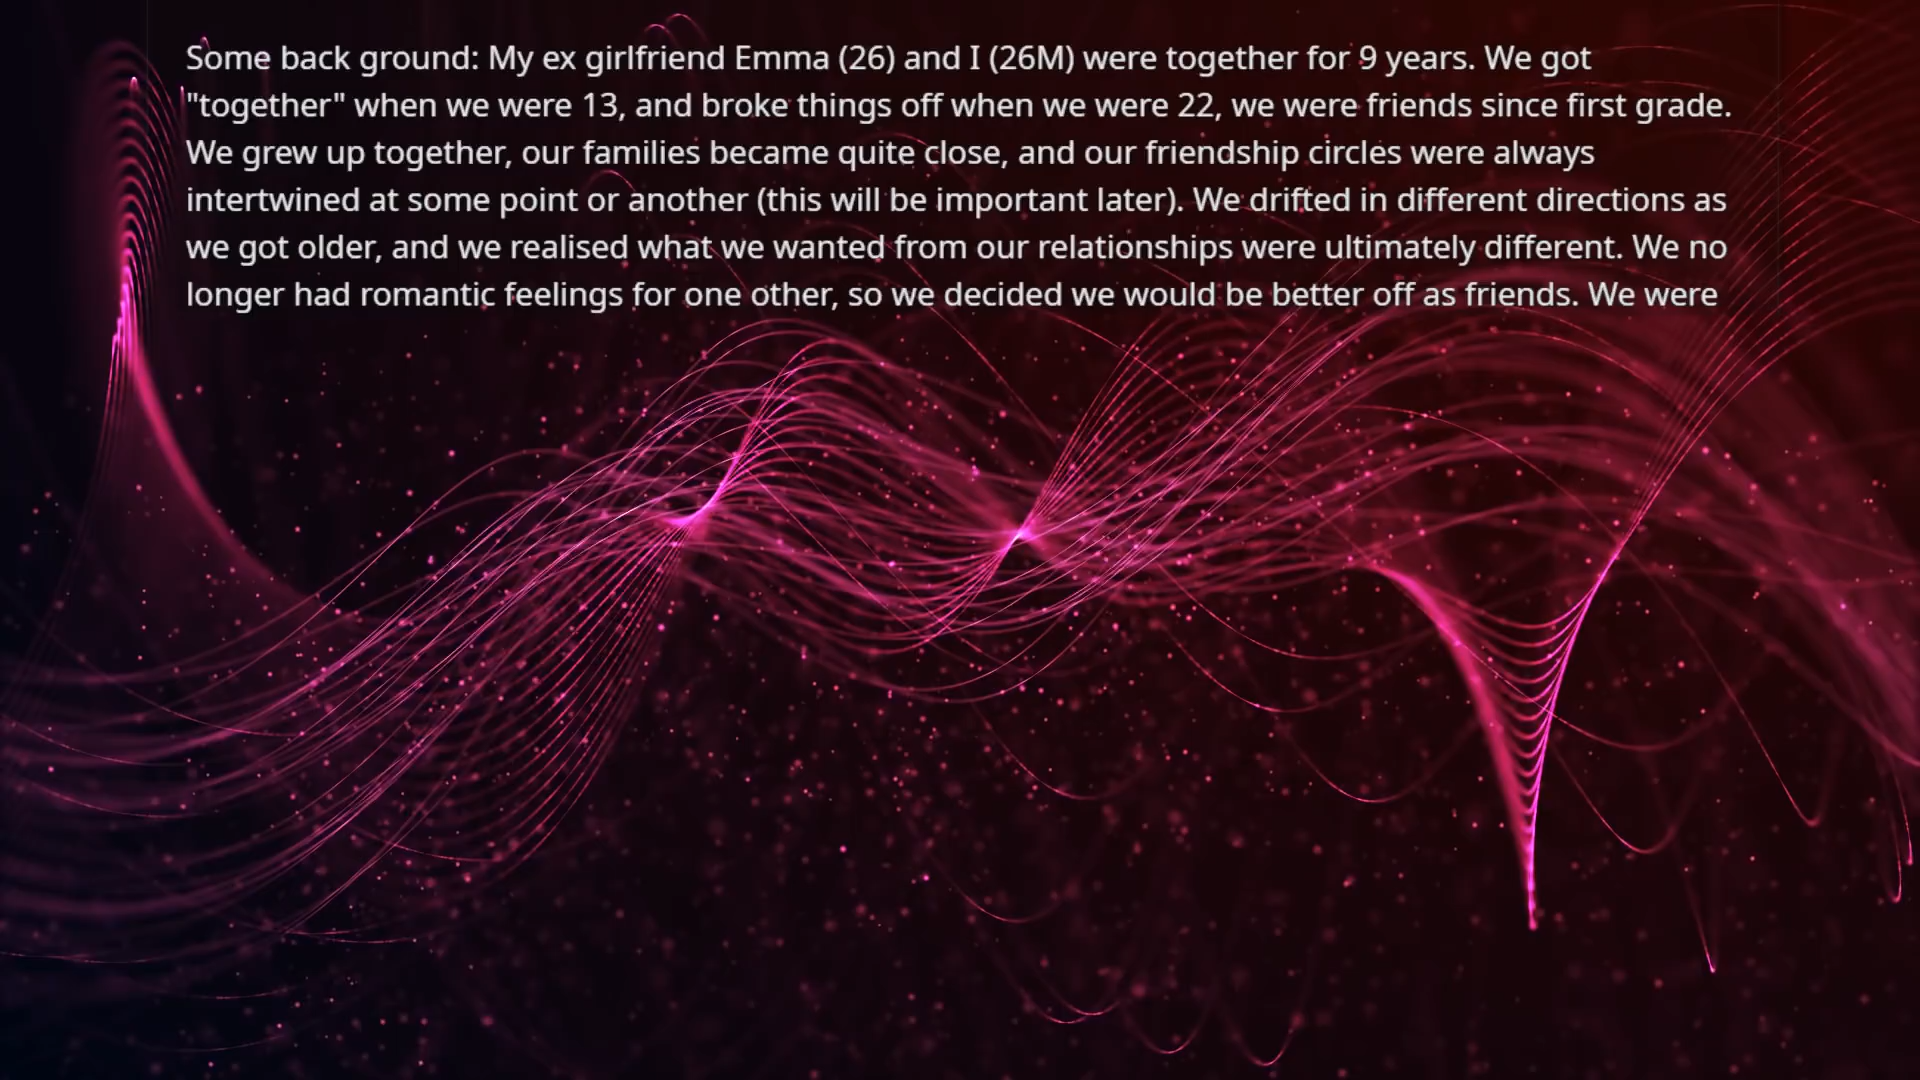 Some back ground: My ex girlfriend Emma (26) and I (26M) were together for 9 years. We got
"together" when we were 13, and broke things off when we were 22, we were friends since first grade.
We grew up together, our families became quite close, and our friendship circles were always
intertwined at some point or another (this will be important later). We drifted in different directions as
we got older, and we realised what we wanted from our relationships were ultimately different. We no
longer had romantic feelings for one other, so we decided we would be better off as friends. We were